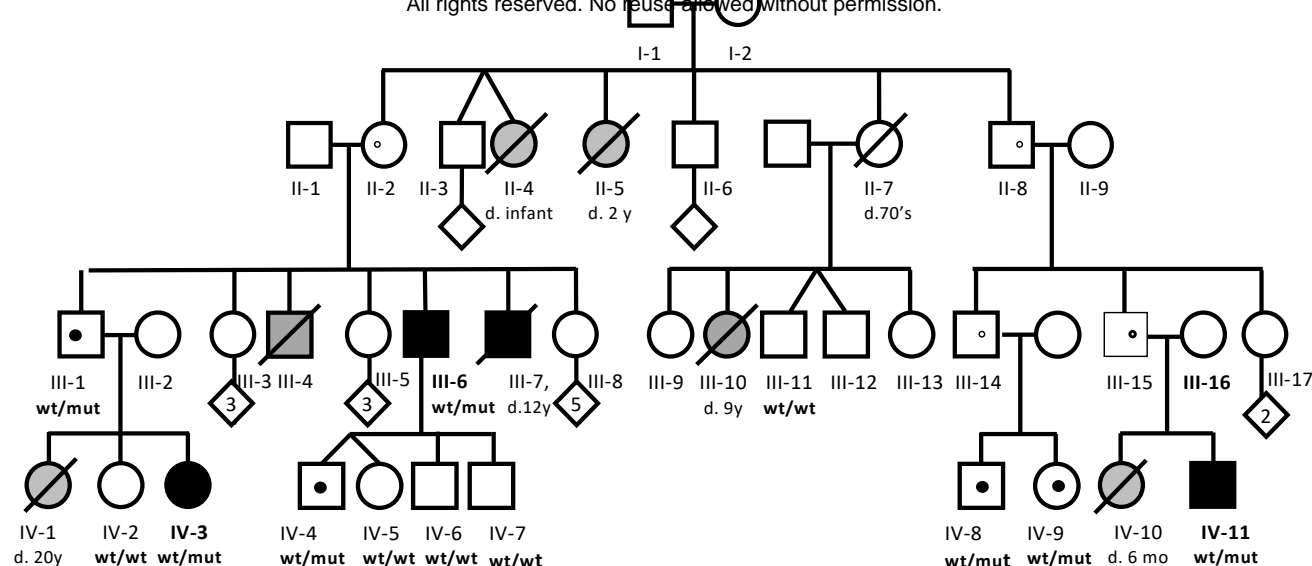 All rights reserved. No reuse allowed without permission.
I-1 I-2
II-1 II-2 II-3 II-4 II-5 II-6 II-7 II-8 II-9
d. infant d. 2 y d.70's
III-1 III-2 III-3 III-4 III-5 III-6 III-7, III-8 III-9 III-10 III-11 III-12 III-13 III-14 III-15 III-16 III-17
wt/mut 3 3 wt/mut d.12y 5 d. 9y wt/wt 2
IV-1 IV-2 IV-3 IV-4 IV-5 IV-6 IV-7 IV-8 IV-9 IV-10 IV-11
d. 20y wt/wt wt/mut wt/mut wt/wt wt/wt wt/wt wt/mut wt/mut d. 6 mo wt/mut